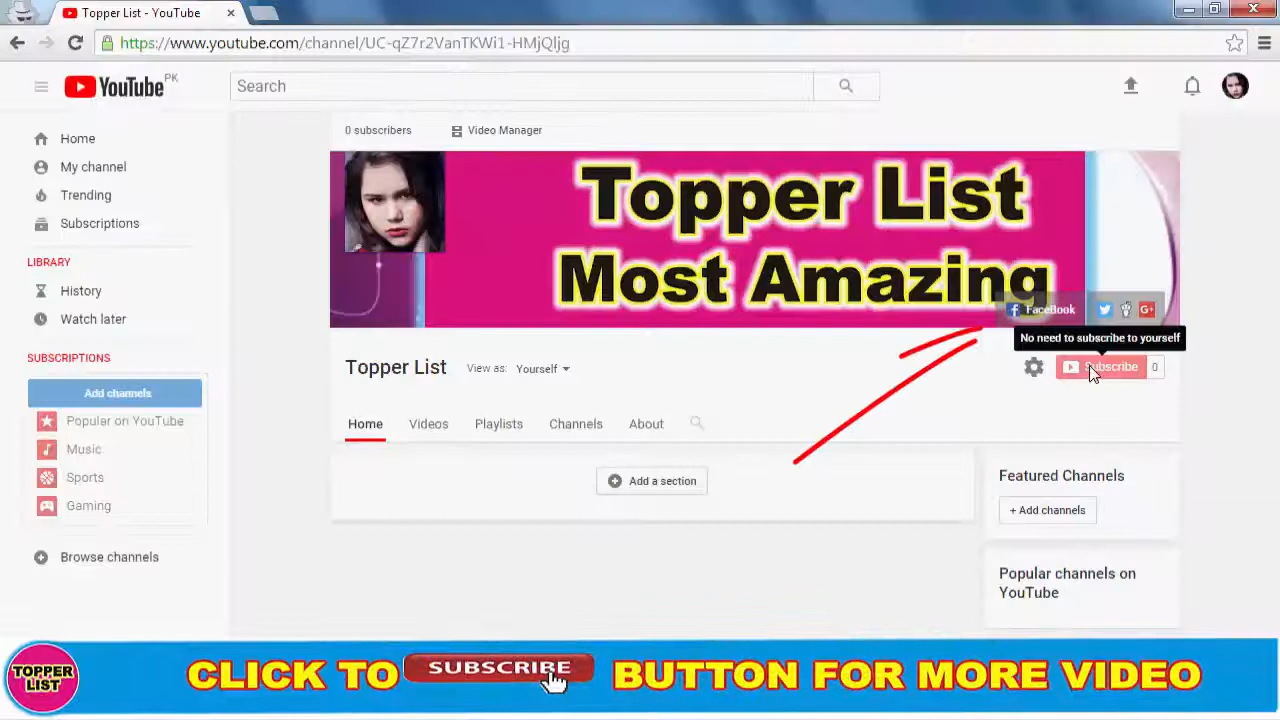 Topper List - YouTube
https://www.youtube.com/channel/UC-qZ7r2VanTKWi1-HMjQljg
YouTube PK
Search
Home
My channel
Trending
Subscriptions
LIBRARY
History
Watch later
SUBSCRIPTIONS
Add channels
Popular on YouTube
Music
Sports
Gaming
Browse channels
0 subscribers
Video Manager
Topper List
Most Amazing
FaceBook
No need to subscribe to yourself
Topper List
View as: Yourself
Subscribe 0
Home Videos Playlists Channels About
Add a section
Featured Channels
+ Add channels
Popular channels on
YouTube
TOPPER
LIST
CLICK TO SUBSCRIBE BUTTON FOR MORE VIDEO